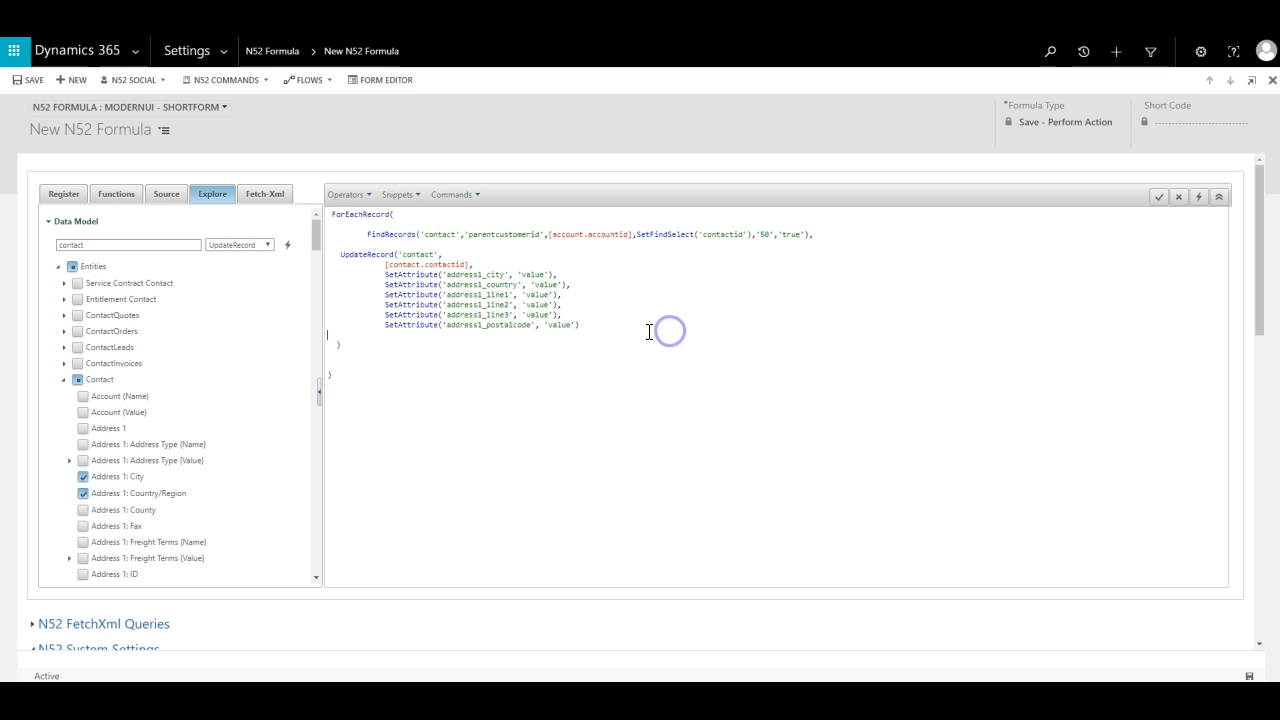 Dynamics 365 Settings N52 Formula > New N52 Formula
SAVE NEW N52 SOCIAL N52 COMMANDS FLOWS FORM EDITOR
N52 FORMULA : MODERNUI - SHORTFORM
New N52 Formula
*Formula Type Short Code
Save - Perform Action
Register Functions Source Explore Fetch-Xml
Operators Snippets Commands
Data Model
contact UpdateRecord
Entities
Service Contract Contact
Entitlement Contact
ContactQuotes
ContactOrders
ContactLeads
ContactInvoices
Contact
Account (Name)
Account (Value)
Address 1
Address 1: Address Type (Name)
Address 1: Address Type (Value)
Address 1: City
Address 1: Country/Region
Address 1: County
Address 1: Fax
Address 1: Freight Terms (Name)
Address 1: Freight Terms (Value)
Address 1: ID
ForEachRecord(
FindRecords('contact','parentcustomerid',[account.accountid],SetFindSelect('contactid'),'50','true'),
UpdateRecord('contact',
[contact.contactid],
SetAttribute('address1_city', 'value'),
SetAttribute('address1_country', 'value'),
SetAttribute('address1_line1', 'value'),
SetAttribute('address1_line2', 'value'),
SetAttribute('address1_line3', 'value'),
SetAttribute('address1_postalcode', 'value')
)
)
N52 FetchXml Queries
N52 System Settings
Active